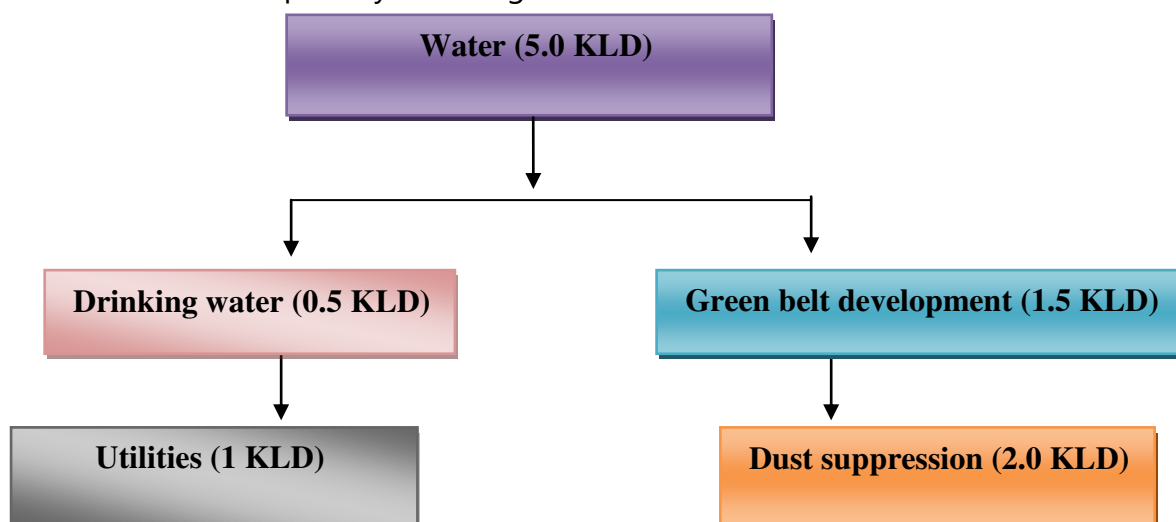 Water (5.0 KLD)
Drinking water (0.5 KLD)
Green belt development (1.5 KLD)
Utilities (1 KLD)
Dust suppression (2.0 KLD)